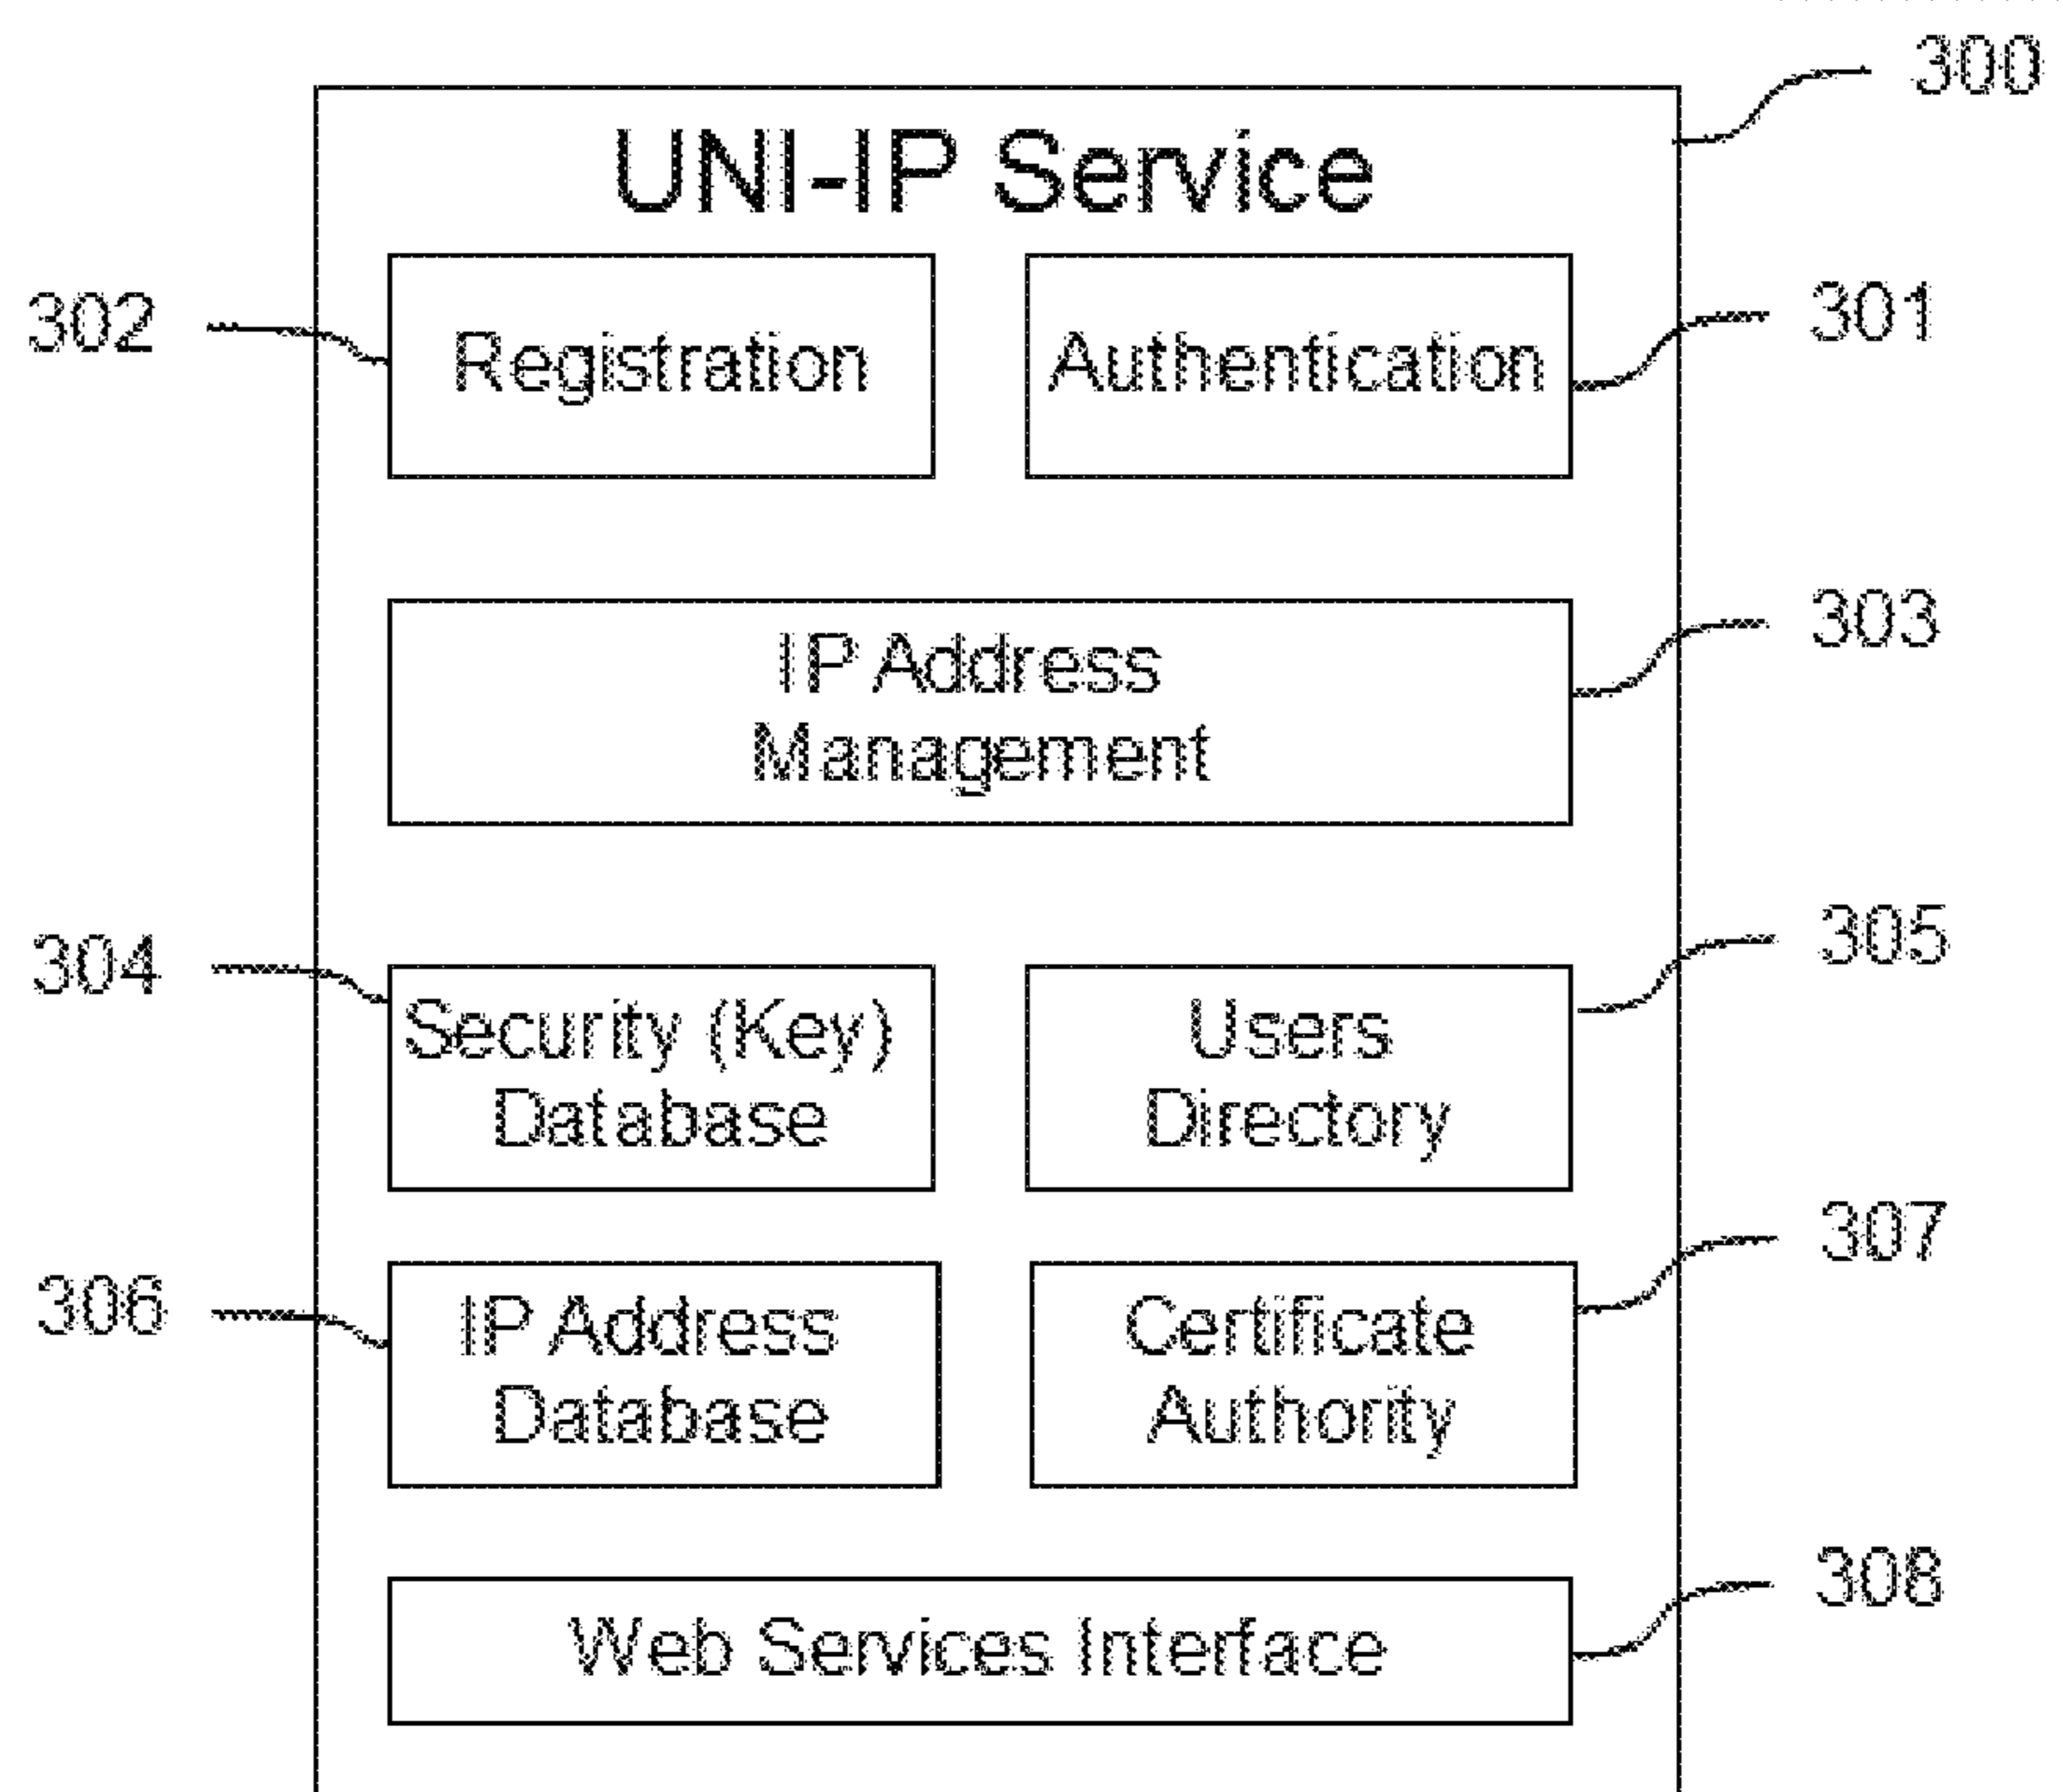 300
UNI-IP Service
302
Registration
Authentication
301
IP Address
Management
303
304
Security (Key)
Database
Users
Directory
305
306
IP Address
Database
Certificate
Authority
307
Web Services Interface
308